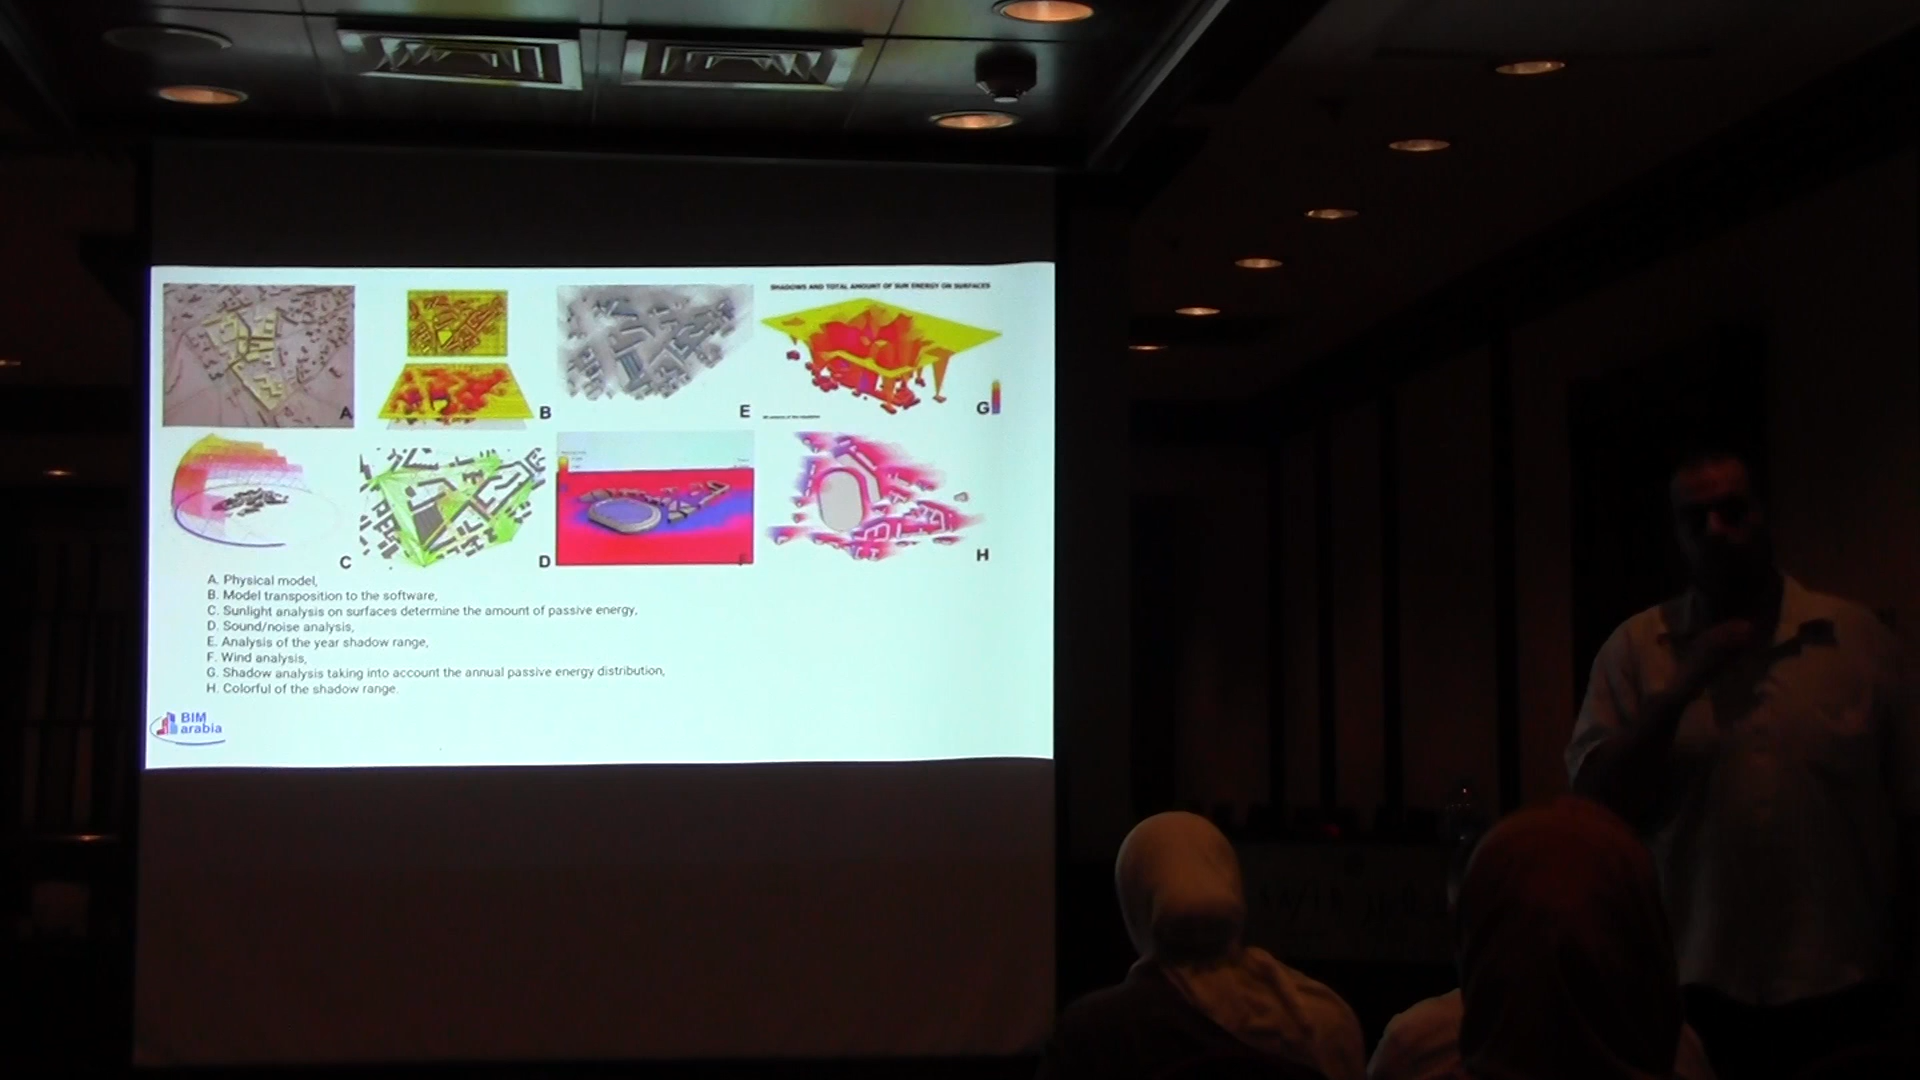 SHADOWS AND TOTAL AMOUNT OF SUN ENERGY ON SURFACES
A
B
E
G
C
D
F
H
A. Physical model,
B. Model transposition to the software,
C. Sunlight analysis on surfaces determine the amount of passive energy,
D. Sound/noise analysis,
E. Analysis of the year shadow range,
F. Wind analysis,
G. Shadow analysis taking into account the annual passive energy distribution,
H. Colorful of the shadow range.
BIM
arabia